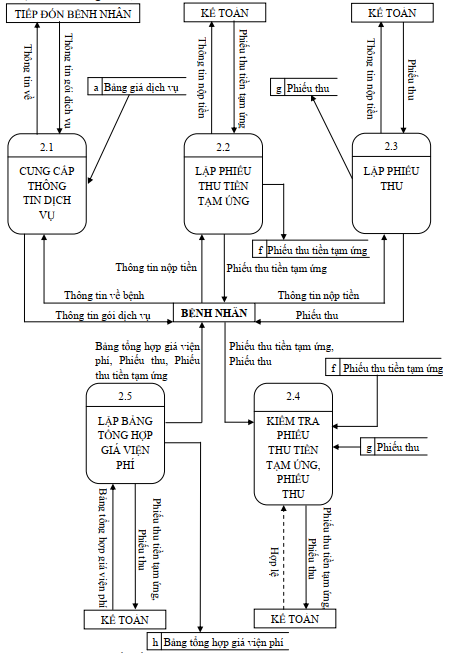 TIẾP ĐÓN BỆNH NHÂN
KẾ TOÁN
KẾ TOÁN
Thông tin về
Thông tin gói dịch vụ
Thông tin nộp tiền
Phiếu thu tiền tạm ứng
Thông tin nộp tiền
Phiếu thu
a Bảng giá dịch vụ
g Phiếu thu
2.1
CUNG CẤP
THÔNG
TIN DỊCH
VỤ
2.2
LẬP PHIẾU
THU TIỀN
TẠM ỨNG
2.3
LẬP PHIẾU
THU
f Phiếu thu tiền tạm ứng
Thông tin nộp tiền
Phiếu thu tiền tạm ứng
Thông tin về bệnh
Thông tin nộp tiền
BỆNH NHÂN
Thông tin gói dịch vụ
Phiếu thu
Bảng tổng hợp giá viện
phí, Phiếu thu, Phiếu
thu tiền tạm ứng
Phiếu thu tiền tạm ứng,
Phiếu thu
f Phiếu thu tiền tạm ứng
2.5
LẬP BẢNG
TỔNG HỢP
GIÁ VIỆN
PHÍ
2.4
KIỂM TRA
PHIẾU
THU TIỀN
TẠM ỨNG,
PHIẾU
THU
g Phiếu thu
Bảng tổng hợp giá viện phí
Phiếu thu tiền tạm ứng,
Phiếu thu
Hợp lệ
Phiếu thu tiền tạm ứng,
Phiếu thu
KẾ TOÁN
KẾ TOÁN
h Bảng tổng hợp giá viện phí